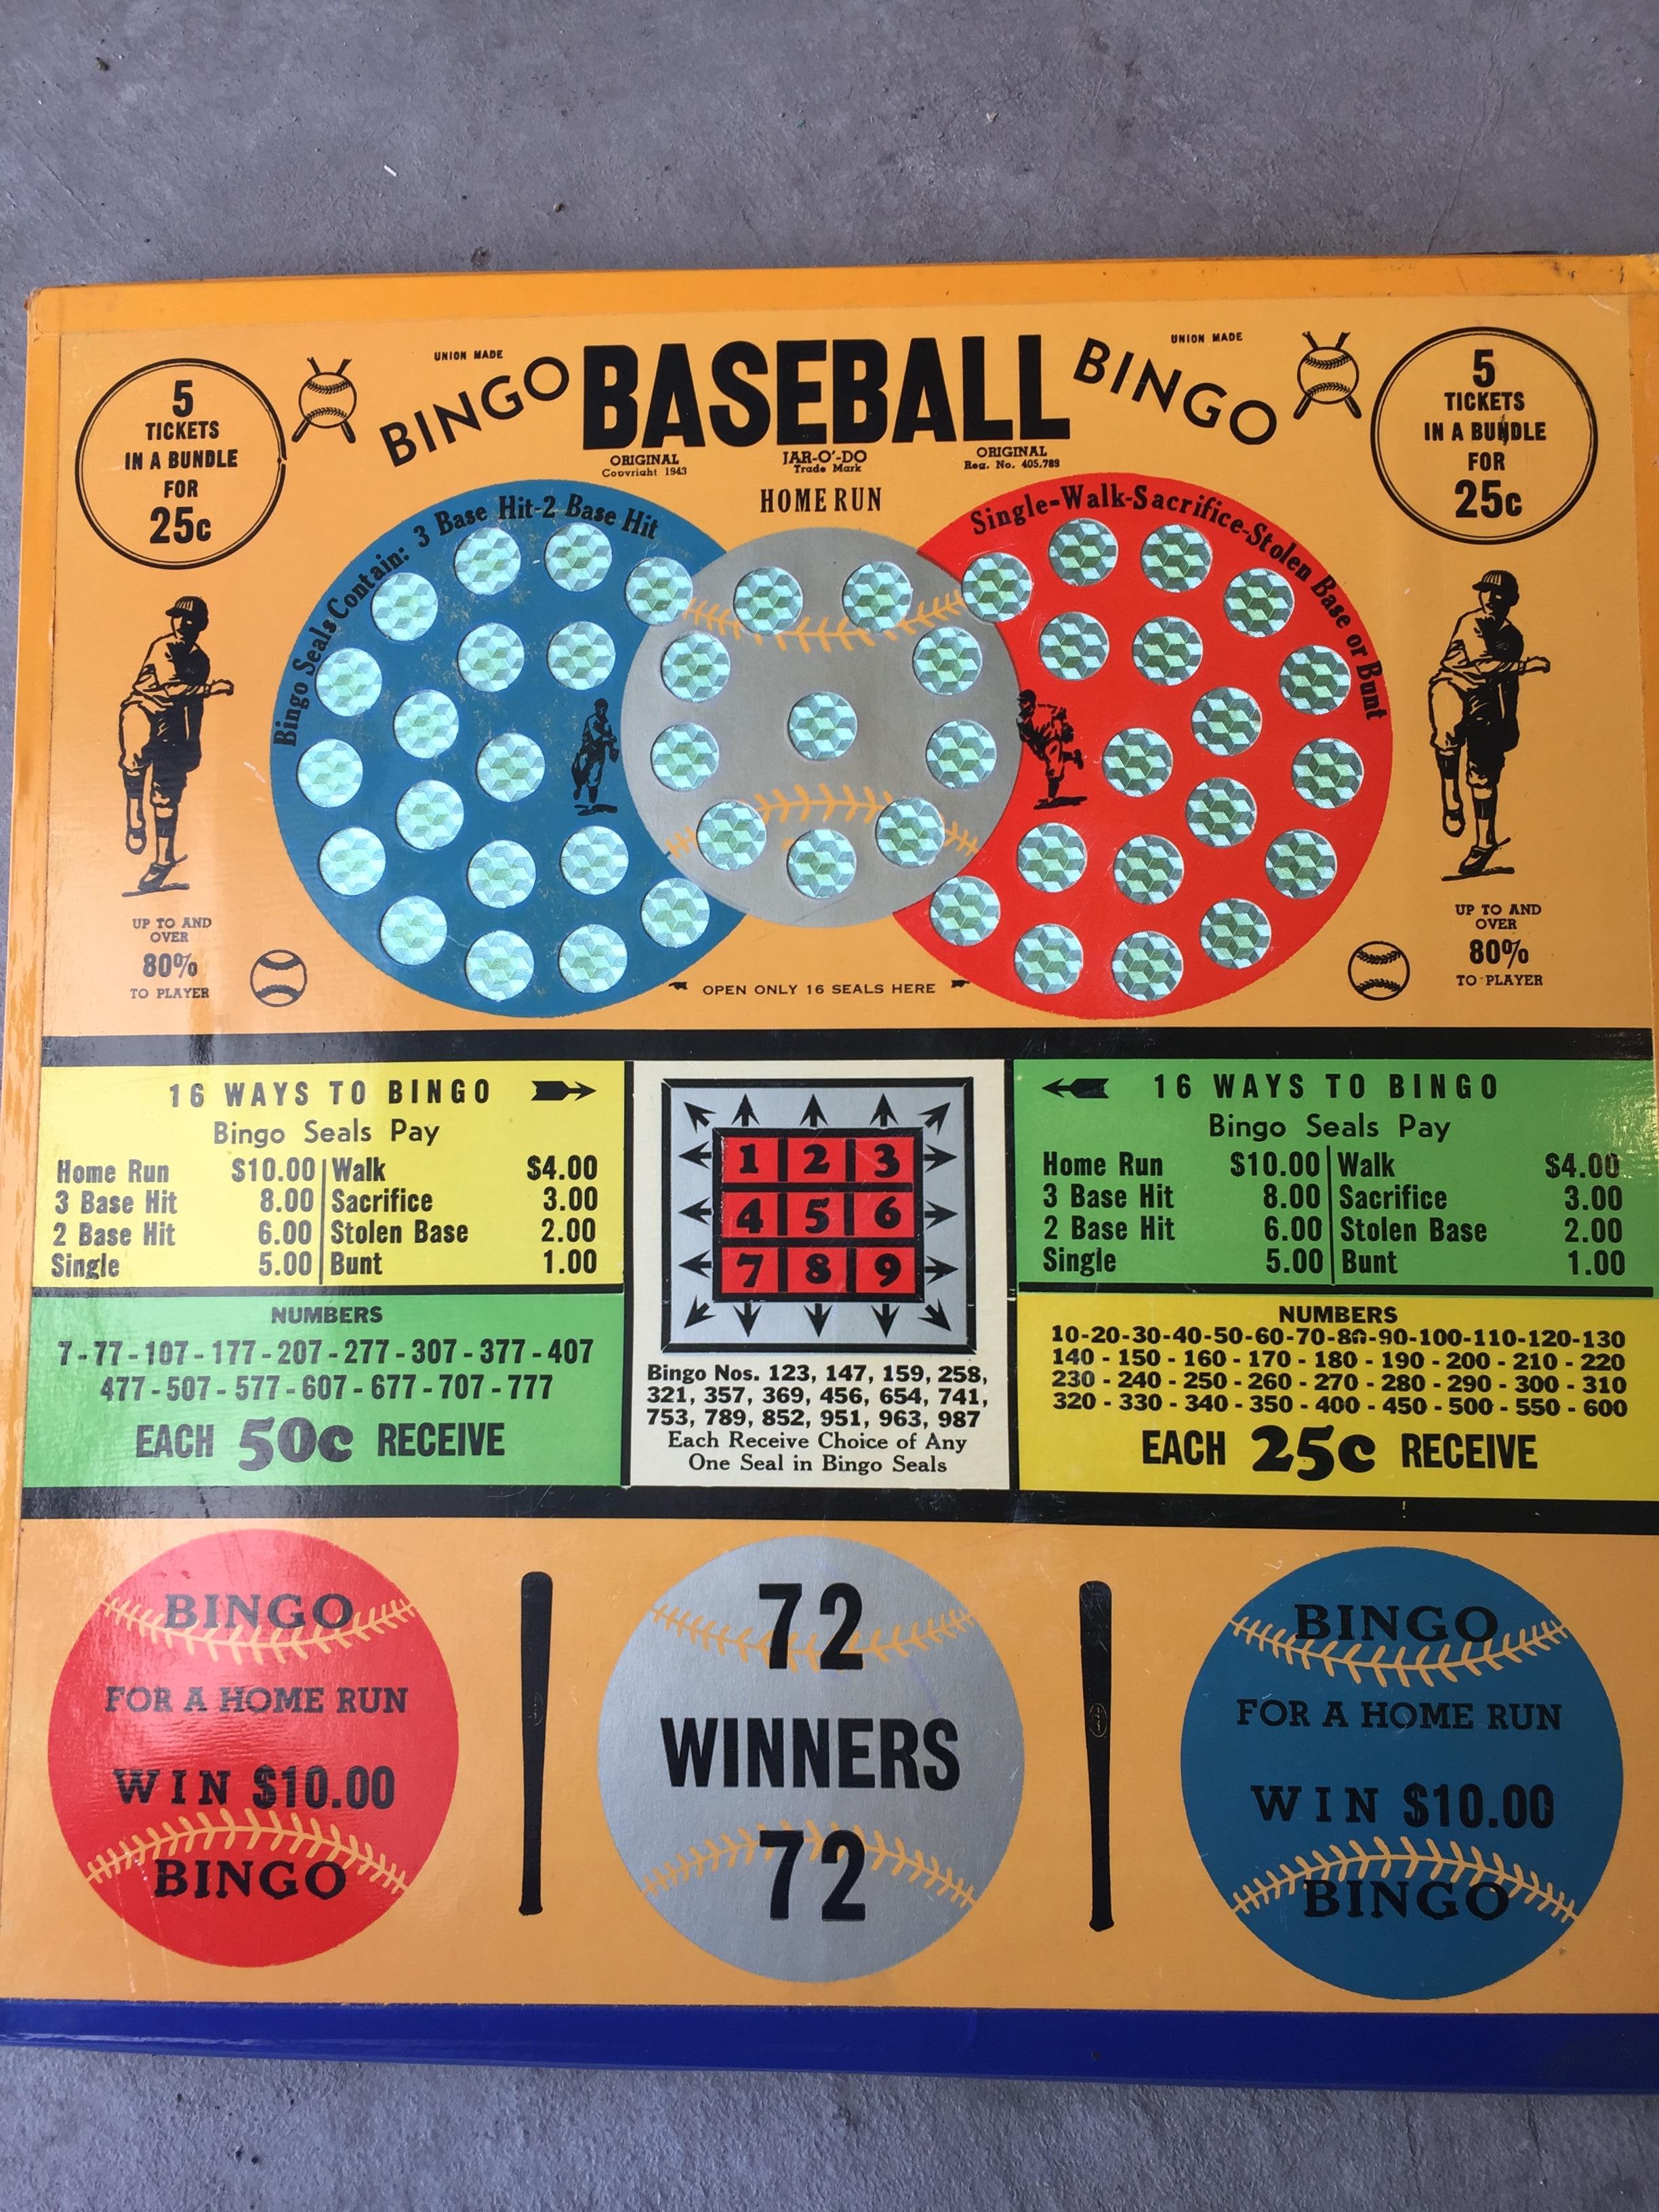 UNION MADE
UNION MADE
BINGO BASEBALL BINGO
5
TICKETS
IN A BUNDLE
FOR
25c
5
TICKETS
IN A BUNDLE
FOR
25c
ORIGINAL
Copyright 1943
JAR-O'-DO
Trade Mark
ORIGINAL
Reg. No. 405,789
HOME RUN
Bingo Seals Contain: 3 Base Hit-2 Base Hit
Single-Walk-Sacrifice-Stolen Base or Bunt
UP TO AND
OVER
80%
TO PLAYER
UP TO AND
OVER
80%
TO PLAYER
OPEN ONLY 16 SEALS HERE
16 WAYS TO BINGO
Bingo Seals Pay
Home Run $10.00 Walk $4.00
3 Base Hit 8.00 Sacrifice 3.00
2 Base Hit 6.00 Stolen Base 2.00
Single 5.00 Bunt 1.00
NUMBERS
7-77-107-177-207-277-307-377-407
477-507-577-607-677-707-777
EACH 50c RECEIVE
1 2 3
4 5 6
7 8 9
Bingo Nos. 123, 147, 159, 258,
321, 357, 369, 456, 654, 741,
753, 789, 852, 951, 963, 987
Each Receive Choice of Any
One Seal in Bingo Seals
16 WAYS TO BINGO
Bingo Seals Pay
Home Run $10.00 Walk $4.00
3 Base Hit 8.00 Sacrifice 3.00
2 Base Hit 6.00 Stolen Base 2.00
Single 5.00 Bunt 1.00
NUMBERS
10-20-30-40-50-60-70-80-90-100-110-120-130
140 - 150 - 160 - 170 - 180 - 190 - 200 - 210 - 220
230 - 240 - 250 - 260 - 270 - 280 - 290 - 300 - 310
320 - 330 - 340 - 350 - 400 - 450 - 500 - 550 - 600
EACH 25c RECEIVE
BINGO
FOR A HOME RUN
WIN $10.00
BINGO
72
WINNERS
72
BINGO
FOR A HOME RUN
WIN $10.00
BINGO